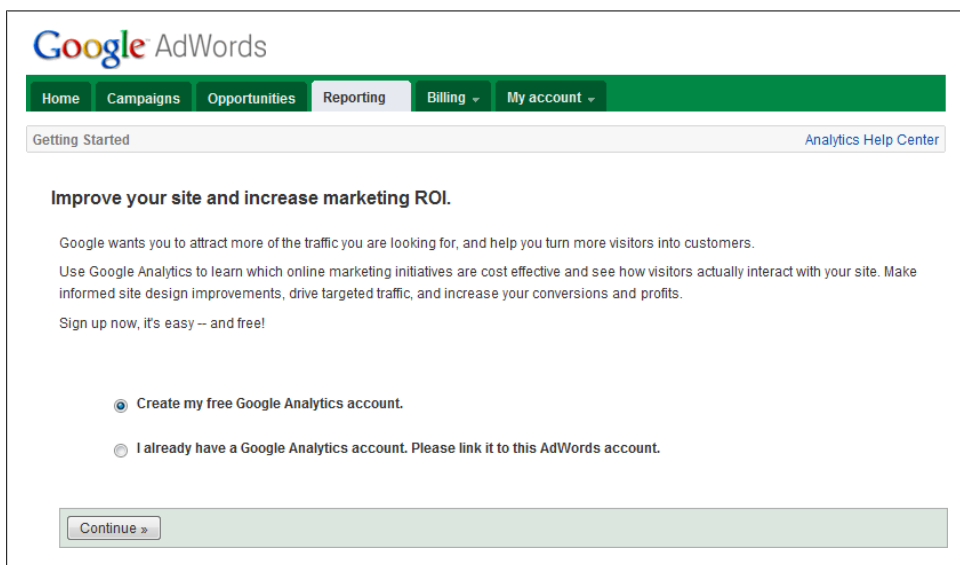 Google AdWords
Home Campaigns Opportunities Reporting Billing My account
Getting Started Analytics Help Center
Improve your site and increase marketing ROI.
Google wants you to attract more of the traffic you are looking for, and help you turn more visitors into customers.
Use Google Analytics to learn which online marketing initiatives are cost effective and see how visitors actually interact with your site. Make
informed site design improvements, drive targeted traffic, and increase your conversions and profits.
Sign up now, it's easy -- and free!
Create my free Google Analytics account.
I already have a Google Analytics account. Please link it to this AdWords account.
Continue »